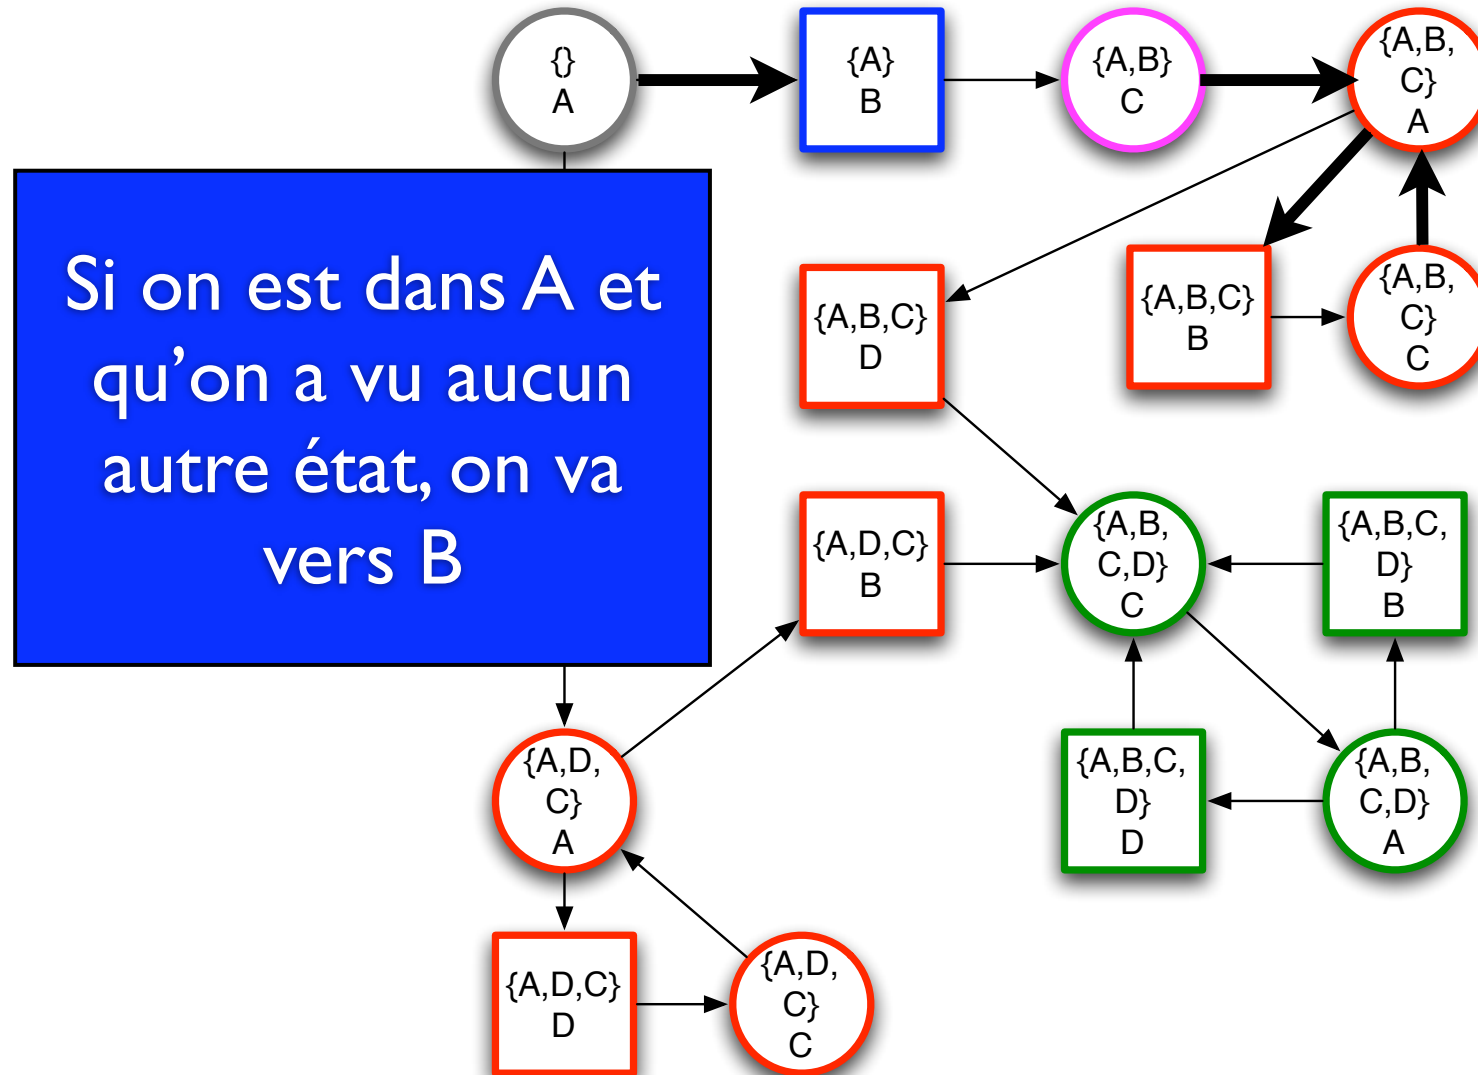 {}
A
{A}
B
{A,B}
C
{A,B,
C}
A
Si on est dans A et
qu'on a vu aucun
autre état, on va
vers B
{A,B,C}
D
{A,B,C}
B
{A,B,
C}
C
{A,D,C}
B
{A,B,
C,D}
C
{A,B,C,
D}
B
{A,D,
C}
A
{A,B,C,
D}
D
{A,B,
C,D}
A
{A,D,C}
D
{A,D,
C}
C